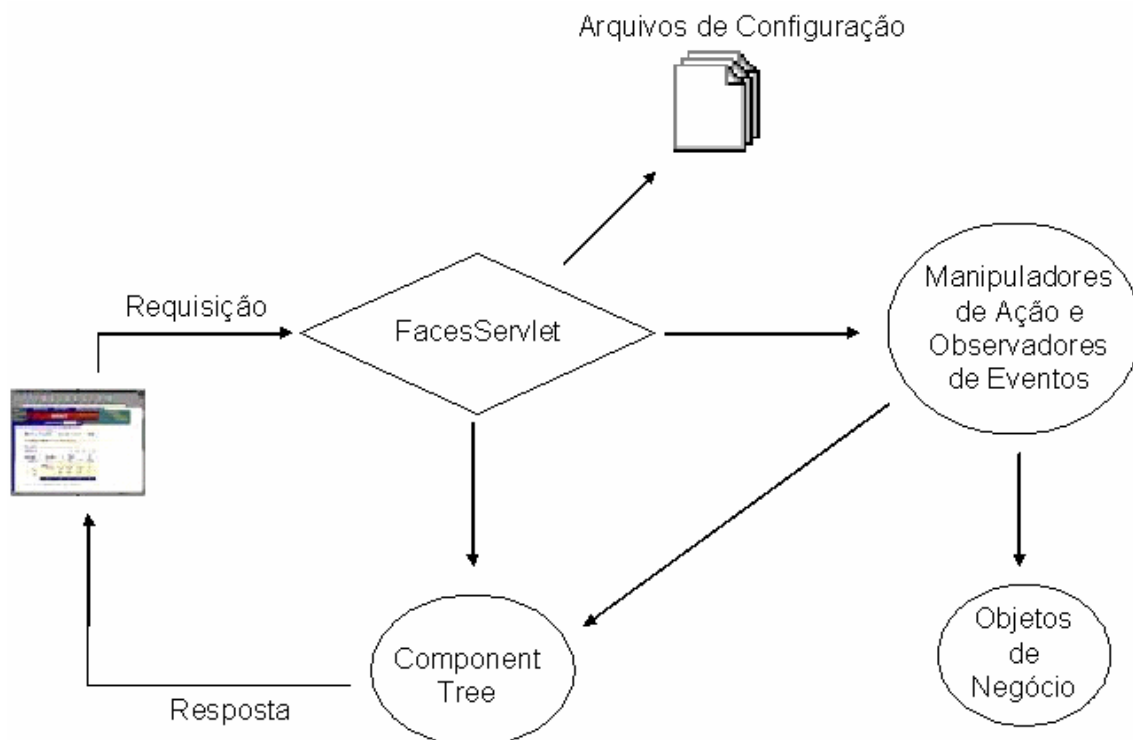 Arquivos de Configuração
Requisição
FacesServlet
Manipuladores
de Ação e
Observadores
de Eventos
Component
Tree
Objetos
de
Negócio
Resposta